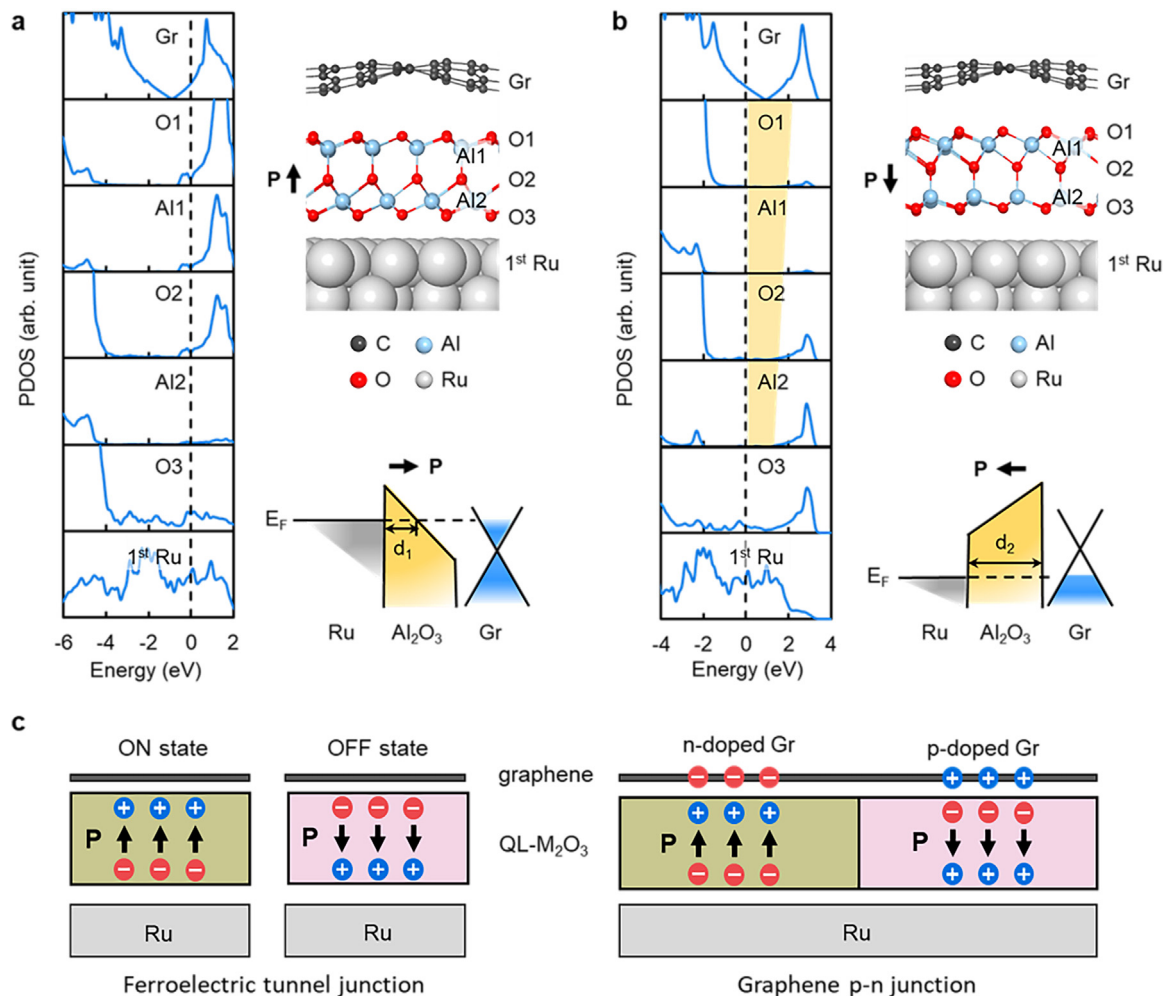 a
Gr
O1
Al1
O2
Al2
O3
1st Ru
-6 -4 -2 0 2
Energy (eV)
PDOS (arb. unit)
Gr
O1
Al1
O2
Al2
O3
P
1st Ru
C Al
O Ru
P
EF
d1
Ru Al2O3 Gr
b
Gr
O1
Al1
O2
Al2
O3
1st Ru
-4 -2 0 2 4
Energy (eV)
PDOS (arb. unit)
Gr
O1
Al1
O2
Al2
O3
P
1st Ru
C Al
O Ru
P
d2
EF
Ru Al2O3 Gr
c
ON state OFF state
n-doped Gr p-doped Gr
graphene
+ + + − − −
− − − + + +
P P
− − − + + +
QL-M2O3
+ + + − − −
P P
− − − + + +
Ru Ru Ru
Ferroelectric tunnel junction Graphene p-n junction